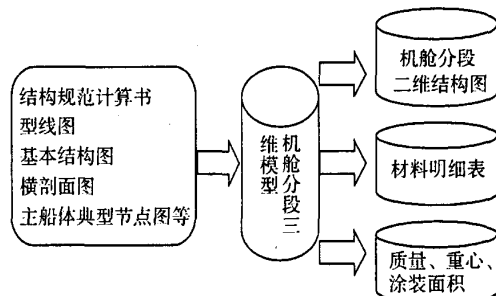 结构规范计算书
型线图
基本结构图
横剖面图
主船体典型节点图等
机舱分段三
维模型
机舱分段
二维结构图
材料明细表
质量、重心、
涂装面积